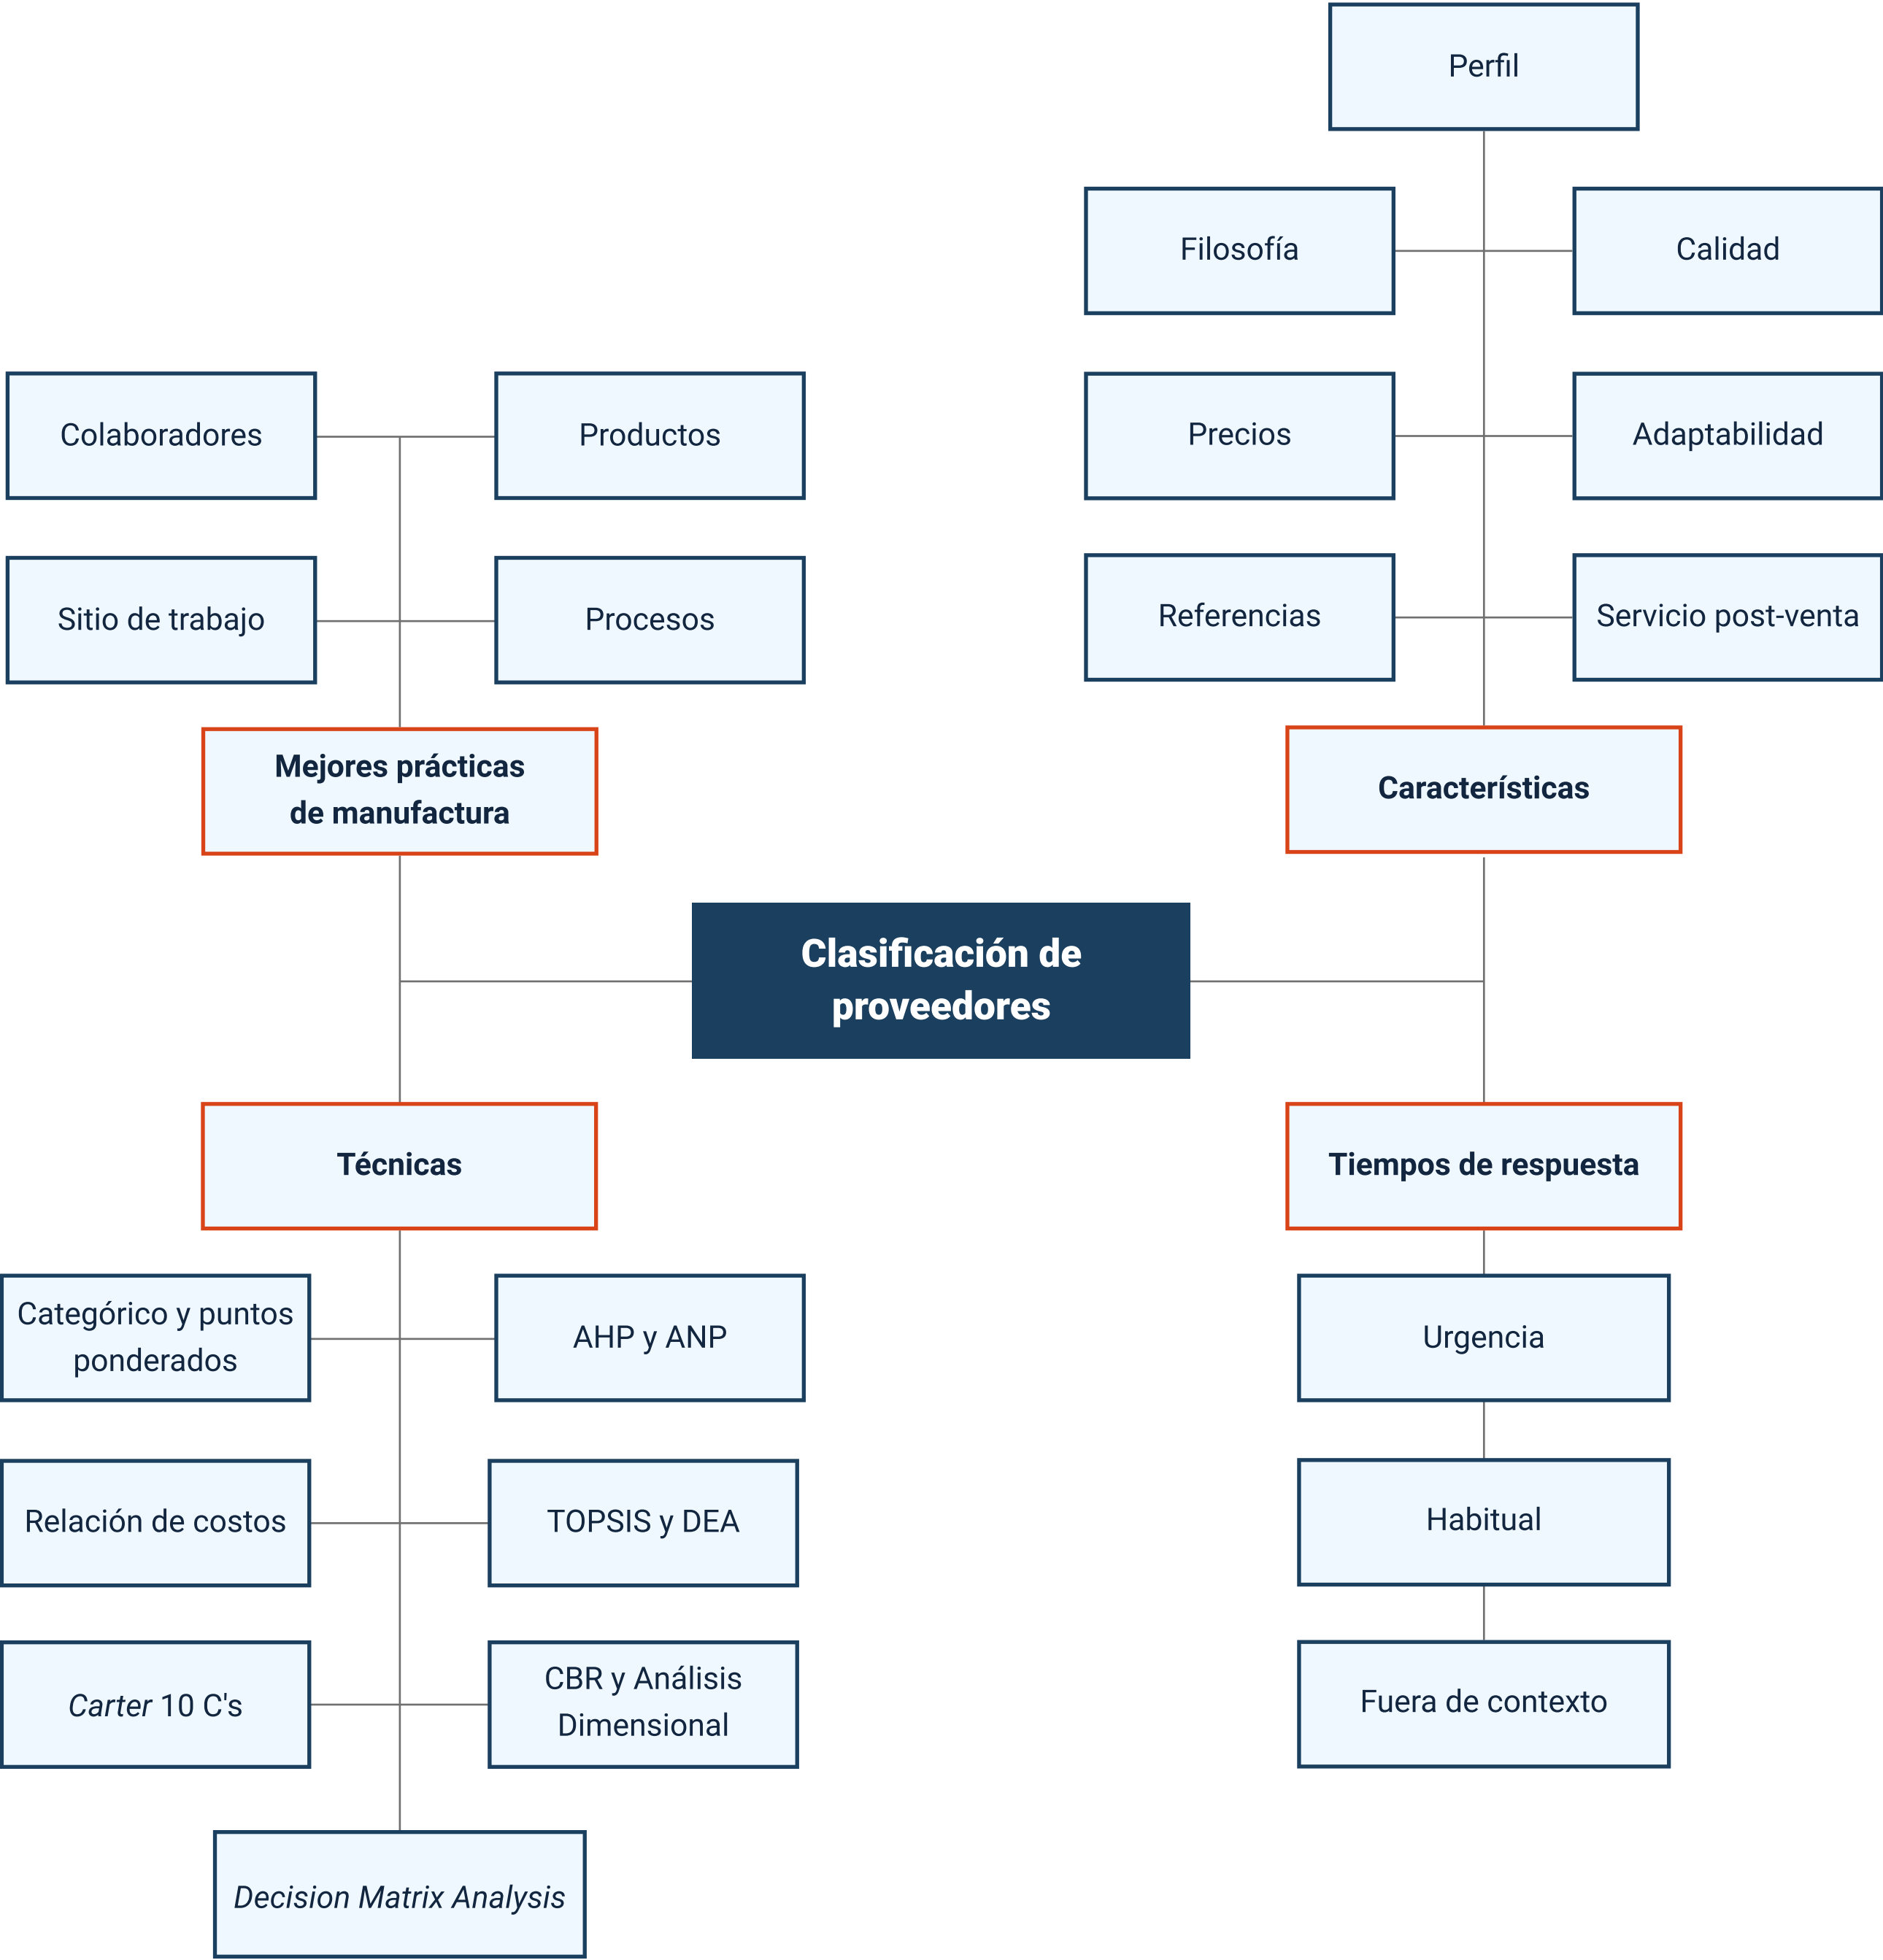 Perfil
Filosofía
Calidad
Colaboradores
Productos
Precios
Adaptabilidad
Sitio de trabajo
Procesos
Referencias
Servicio post-venta
Mejores prácticas
de manufactura
Características
Clasificación de
proveedores
Técnicas
Tiempos de respuesta
Categórico y puntos
ponderados
AHP y ANP
Urgencia
Relación de costos
TOPSIS y DEA
Habitual
Carter 10 C's
CBR y Análisis
Dimensional
Fuera de contexto
Decision Matrix Analysis